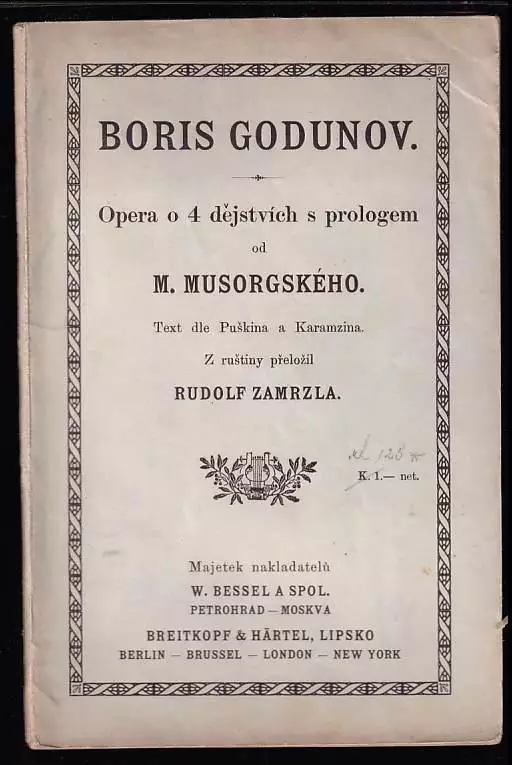 BORIS GODUNOV.
Opera o 4 dějstvích s prologem
od
M. MUSORGSKÉHO.
Text dle Puškina a Karamzina.
Z ruštiny přeložil
RUDOLF ZAMRZLA.
K. 1.— net.
Majetek nakladatelů
W. BESSEL A SPOL.
PETROHRAD — MOSKVA
BREITKOPF & HÄRTEL, LIPSKO
BERLIN — BRUSSEL — LONDON — NEW YORK